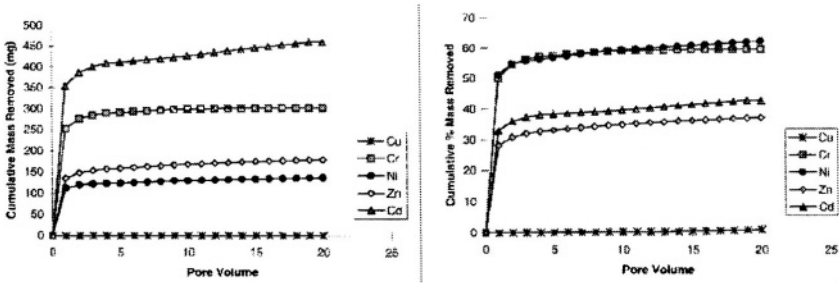 Cumulative Mass Removed (mg)
500
450
400
350
300
250
200
150
100
50
0
0 5 10 15 20 25
Pore Volume
Cu
Cr
Ni
Zn
Cd
Cumulative % Mass Removed
70
60
50
40
30
20
10
0
0 5 10 15 20 25
Pore Volume
Cu
Cr
Ni
Zn
Cd